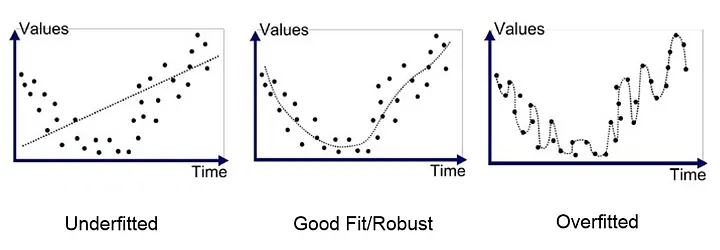 Values
Time
Underfitted
Values
Time
Good Fit/Robust
Values
Time
Overfitted